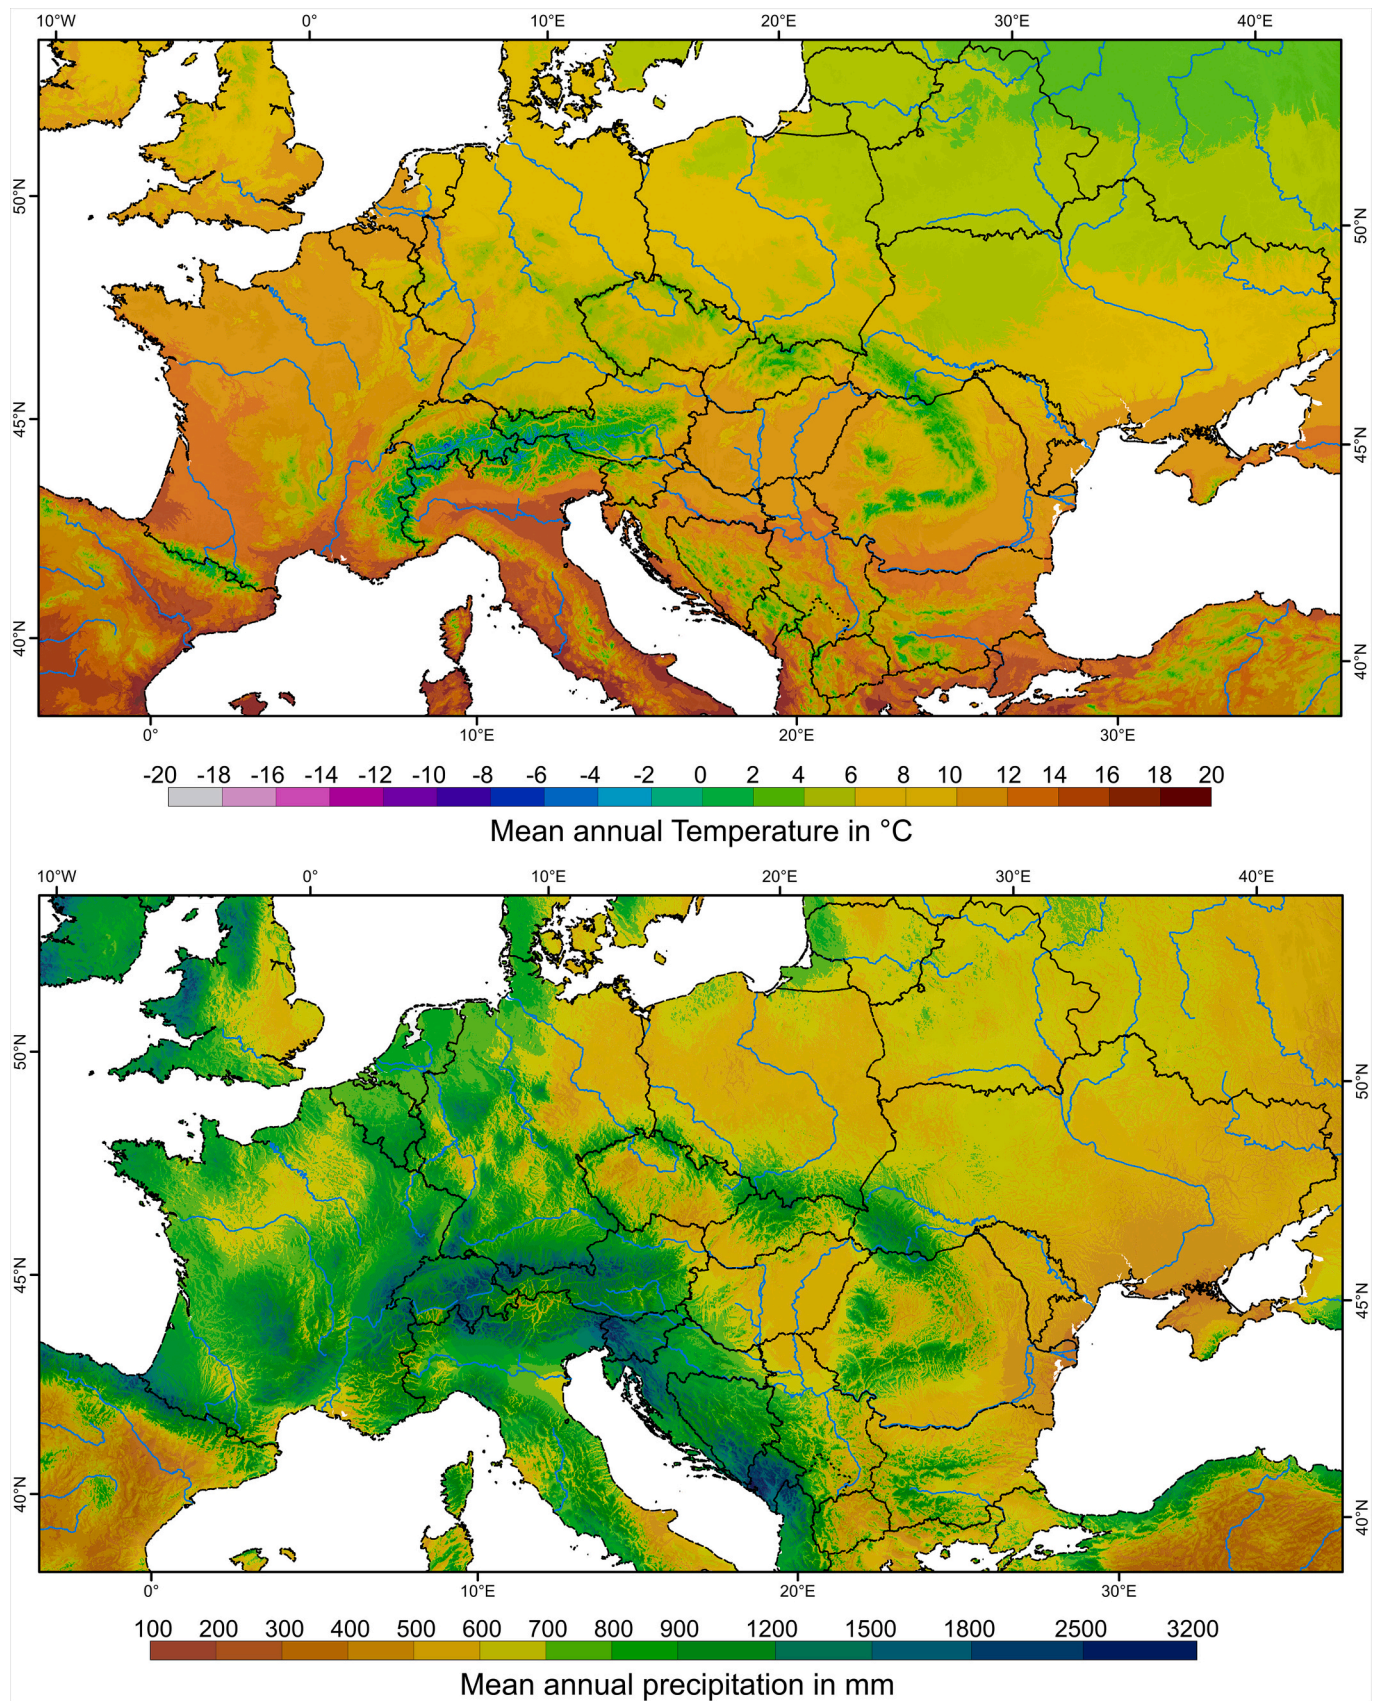 10°W 0° 10°E 20°E 30°E 40°E
50°N 50°N
45°N 45°N
40°N 40°N
0° 10°E 20°E 30°E
-20 -18 -16 -14 -12 -10 -8 -6 -4 -2 0 2 4 6 8 10 12 14 16 18 20
Mean annual Temperature in °C
10°W 0° 10°E 20°E 30°E 40°E
50°N 50°N
45°N 45°N
40°N 40°N
0° 10°E 20°E 30°E
100 200 300 400 500 600 700 800 900 1200 1500 1800 2500 3200
Mean annual precipitation in mm